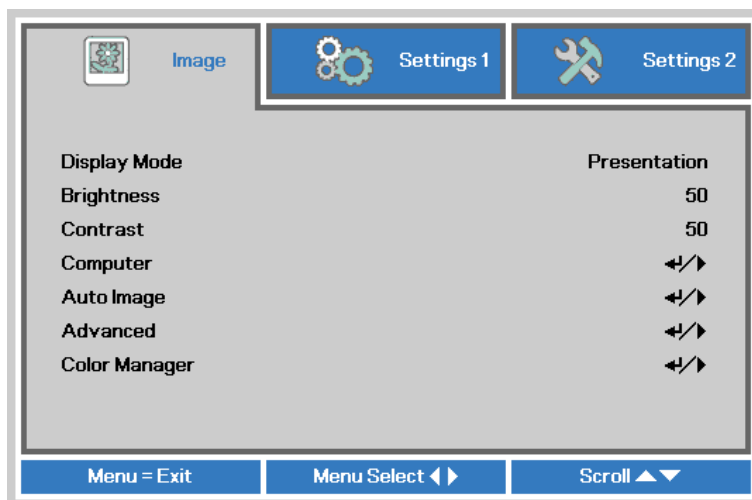 Image Settings 1 Settings 2
Display Mode Presentation
Brightness 50
Contrast 50
Computer ↵/▶
Auto Image ↵/▶
Advanced ↵/▶
Color Manager ↵/▶
Menu = Exit Menu Select ◀▶ Scroll ▲▼